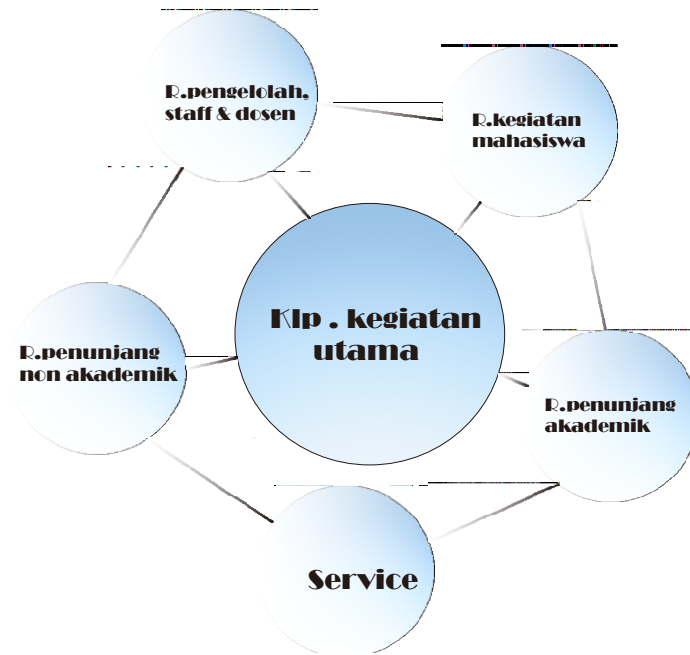 R.pengelolah,
staff & dosen
R.kegiatan
mahasiswa
Klp . kegiatan
utama
R.penunjang
non akademik
R.penunjang
akademik
Service